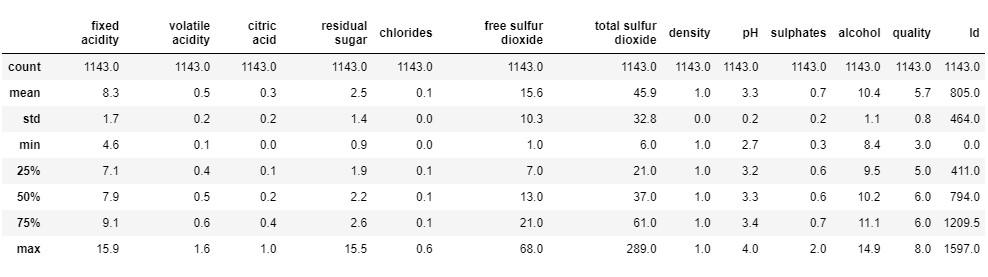 fixed acidity volatile acidity citric acid residual sugar chlorides free sulfur dioxide total sulfur dioxide density pH sulphates alcohol quality Id
count 1143.0 1143.0 1143.0 1143.0 1143.0 1143.0 1143.0 1143.0 1143.0 1143.0 1143.0 1143.0 1143.0
mean 8.3 0.5 0.3 2.5 0.1 15.6 45.9 1.0 3.3 0.7 10.4 5.7 805.0
std 1.7 0.2 0.2 1.4 0.0 10.3 32.8 0.0 0.2 0.2 1.1 0.8 464.0
min 4.6 0.1 0.0 0.9 0.0 1.0 6.0 1.0 2.7 0.3 8.4 3.0 0.0
25% 7.1 0.4 0.1 1.9 0.1 7.0 21.0 1.0 3.2 0.6 9.5 5.0 411.0
50% 7.9 0.5 0.2 2.2 0.1 13.0 37.0 1.0 3.3 0.6 10.2 6.0 794.0
75% 9.1 0.6 0.4 2.6 0.1 21.0 61.0 1.0 3.4 0.7 11.1 6.0 1209.5
max 15.9 1.6 1.0 15.5 0.6 68.0 289.0 1.0 4.0 2.0 14.9 8.0 1597.0